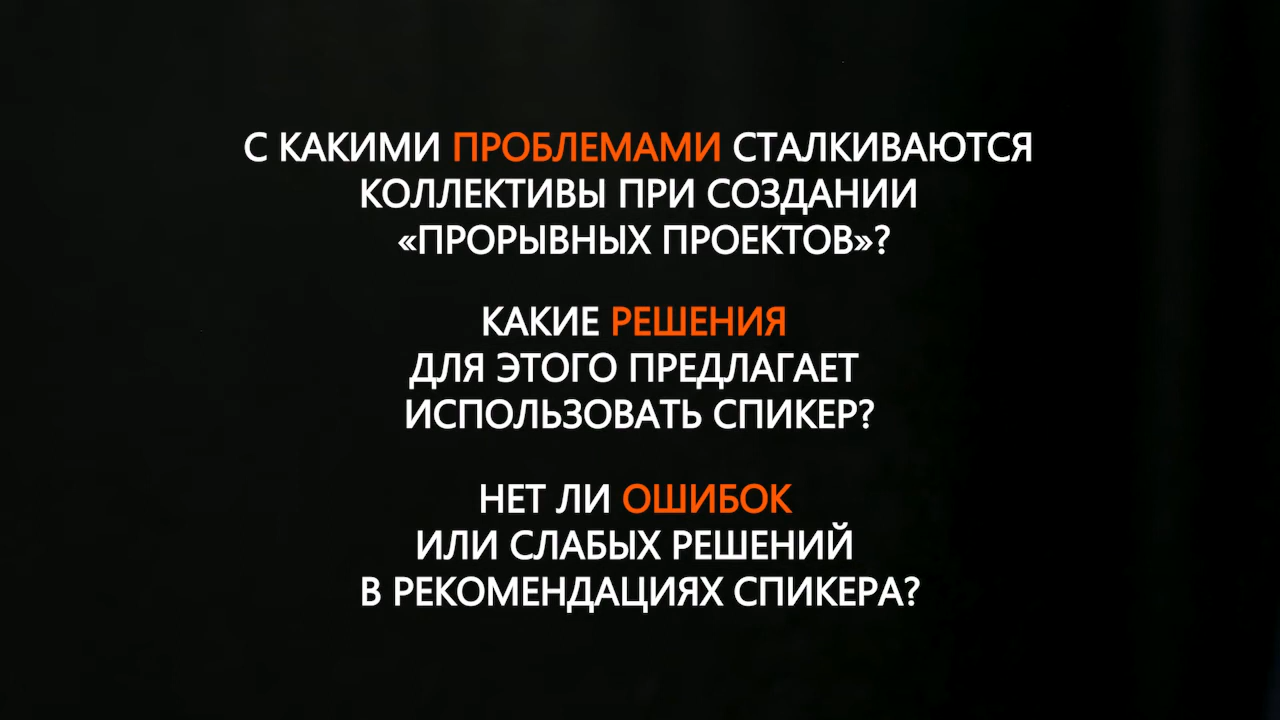 С КАКИМИ ПРОБЛЕМАМИ СТАЛКИВАЮТСЯ
КОЛЛЕКТИВЫ ПРИ СОЗДАНИИ
«ПРОРЫВНЫХ ПРОЕКТОВ»?
КАКИЕ РЕШЕНИЯ
ДЛЯ ЭТОГО ПРЕДЛАГАЕТ
ИСПОЛЬЗОВАТЬ СПИКЕР?
НЕТ ЛИ ОШИБОК
ИЛИ СЛАБЫХ РЕШЕНИЙ
В РЕКОМЕНДАЦИЯХ СПИКЕРА?